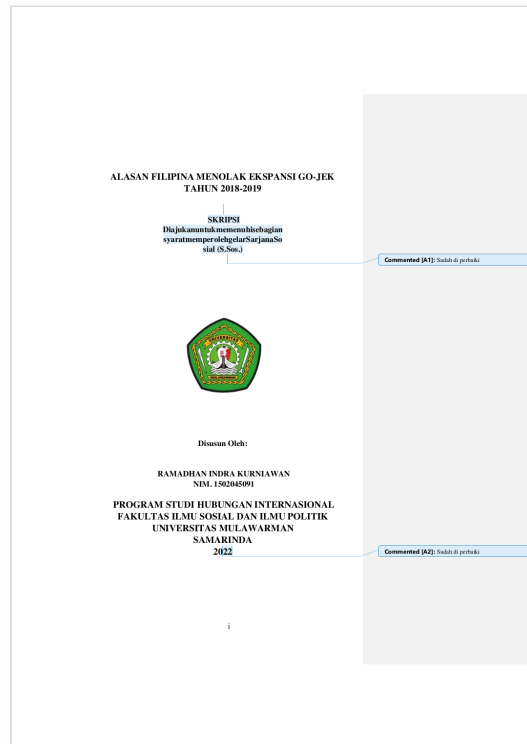 ALASAN FILIPINA MENOLAK EKSPANSI GO-JEK
TAHUN 2018-2019
SKRIPSI
Diajukanuntukmemenuhisebagian
syaratmemperolehgelarSarjanaSo
sial (S.Sos.)
Commented [A1]: Sudah di perbaiki
UNIVERSITAS
MULAWARMAN
Disusun Oleh:
RAMADHAN INDRA KURNIAWAN
NIM. 1502045091
PROGRAM STUDI HUBUNGAN INTERNASIONAL
FAKULTAS ILMU SOSIAL DAN ILMU POLITIK
UNIVERSITAS MULAWARMAN
SAMARINDA
2022
Commented [A2]: Sudah di perbaiki
i